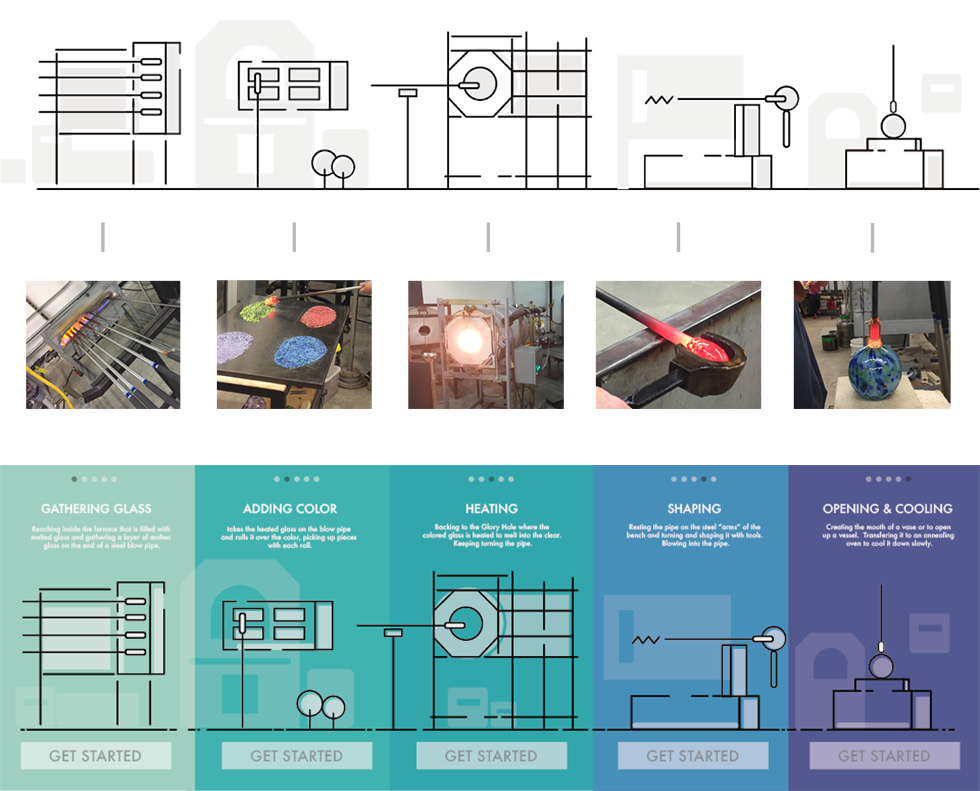 GATHERING GLASS
Reaching inside the furnace that is filled with
melted glass and gathering a layer of molten
glass on the end of a steel blow pipe.
GET STARTED
ADDING COLOR
takes the heated glass on the blow pipe
and rolls it over the color, picking up pieces
with each roll.
GET STARTED
HEATING
Backing to the Glory Hole where the
colored glass is heated to melt into the clear.
Keeping turning the pipe.
GET STARTED
SHAPING
Resting the pipe on the steel "arms" of the
bench and turning and shaping it with tools.
Blowing into the pipe.
GET STARTED
OPENING & COOLING
Creating the mouth of a vase or to open
up a vessel. Transfering it to an annealing
oven to cool it down slowly.
GET STARTED